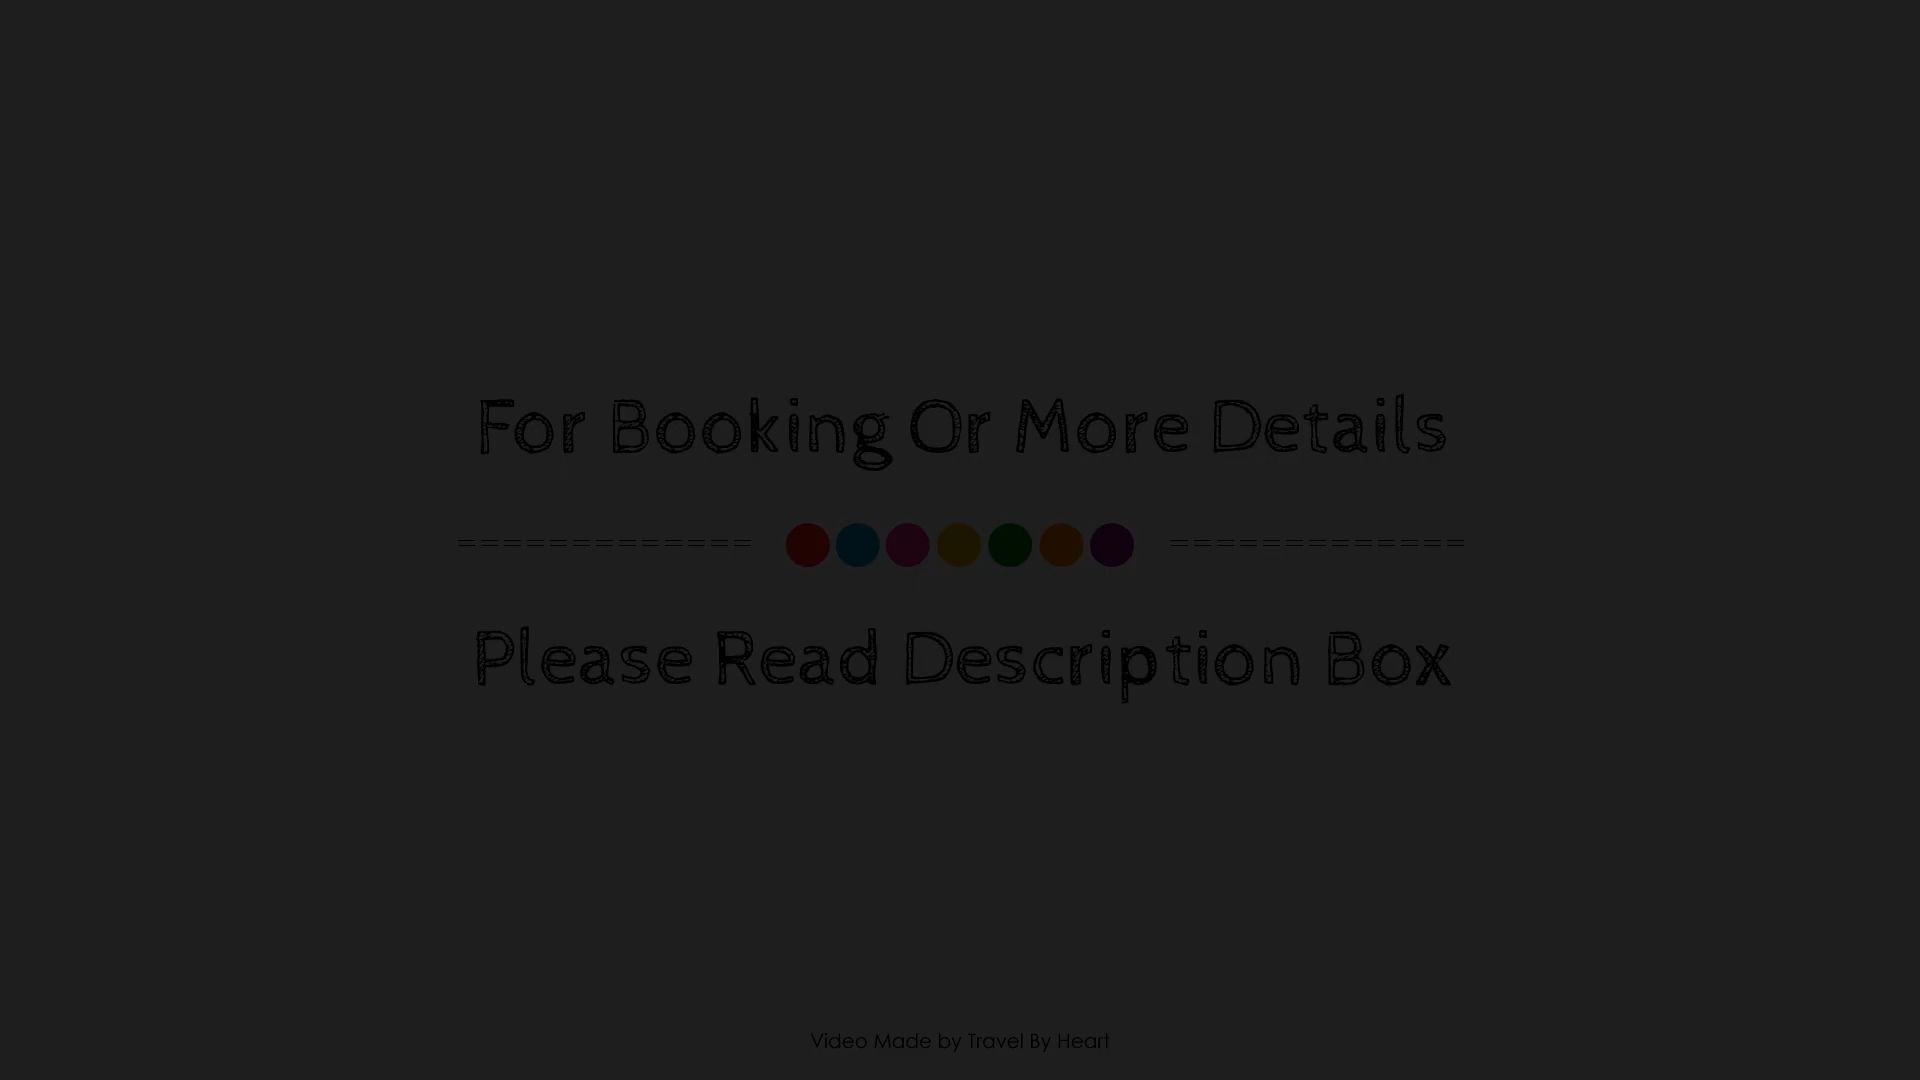 For Booking Or More Details
============= =============
Please Read Description Box
Video Made by Travel By Heart